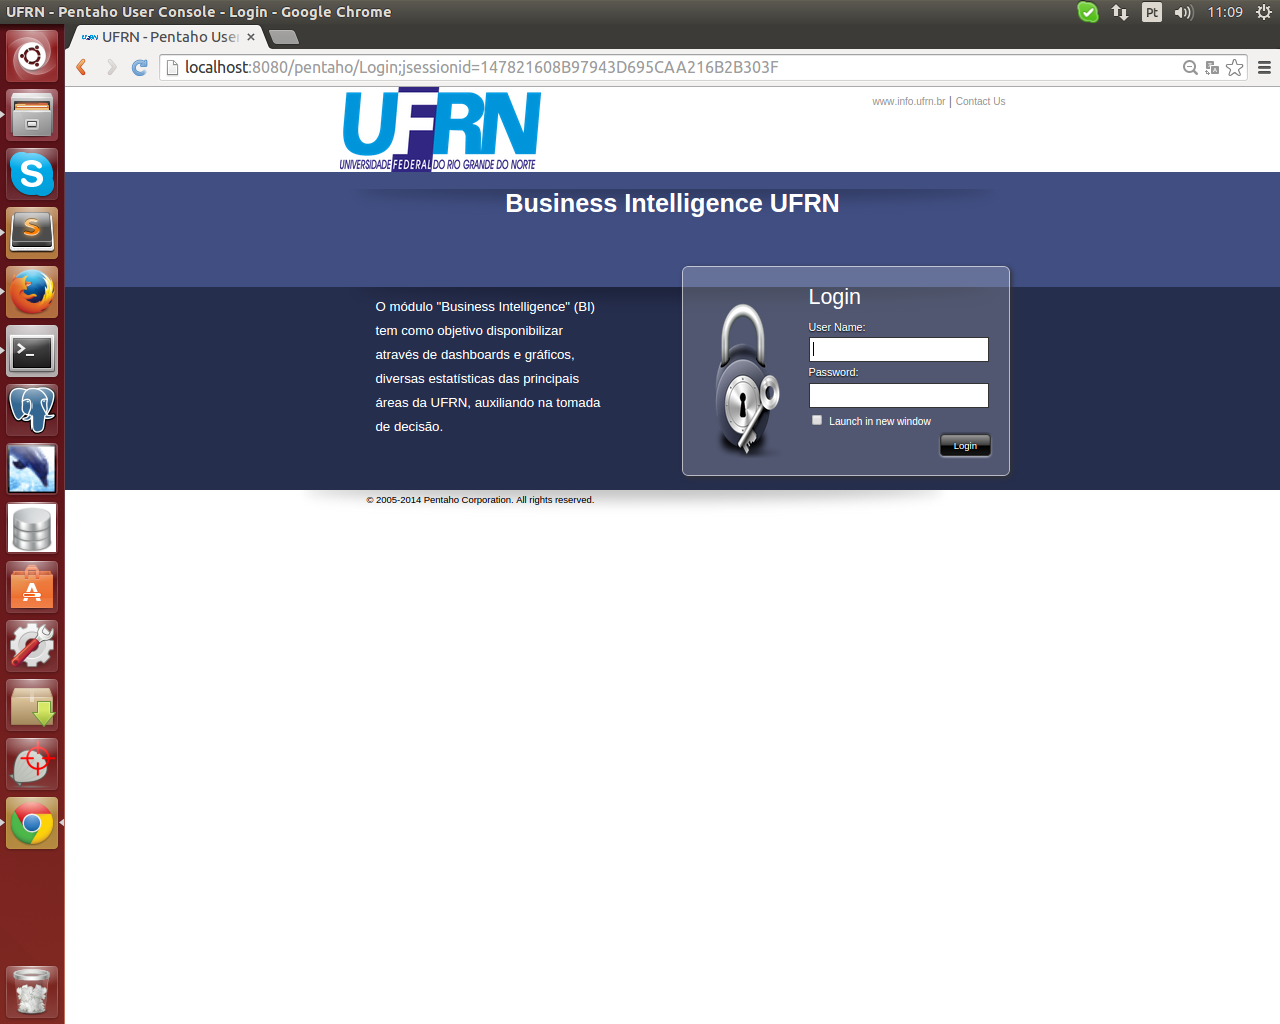 UFRN - Pentaho User Console - Login - Google Chrome
Pt
11:09
UFRN - Pentaho User
localhost:8080/pentaho/Login;jsessionid=147821608B97943D695CAA216B2B303F
UFRN
UNIVERSIDADE FEDERAL DO RIO GRANDE DO NORTE
www.info.ufrn.br | Contact Us
Business Intelligence UFRN
O módulo "Business Intelligence" (BI)
tem como objetivo disponibilizar
através de dashboards e gráficos,
diversas estatísticas das principais
áreas da UFRN, auxiliando na tomada
de decisão.
Login
User Name:
Password:
Launch in new window
Login
© 2005-2014 Pentaho Corporation. All rights reserved.